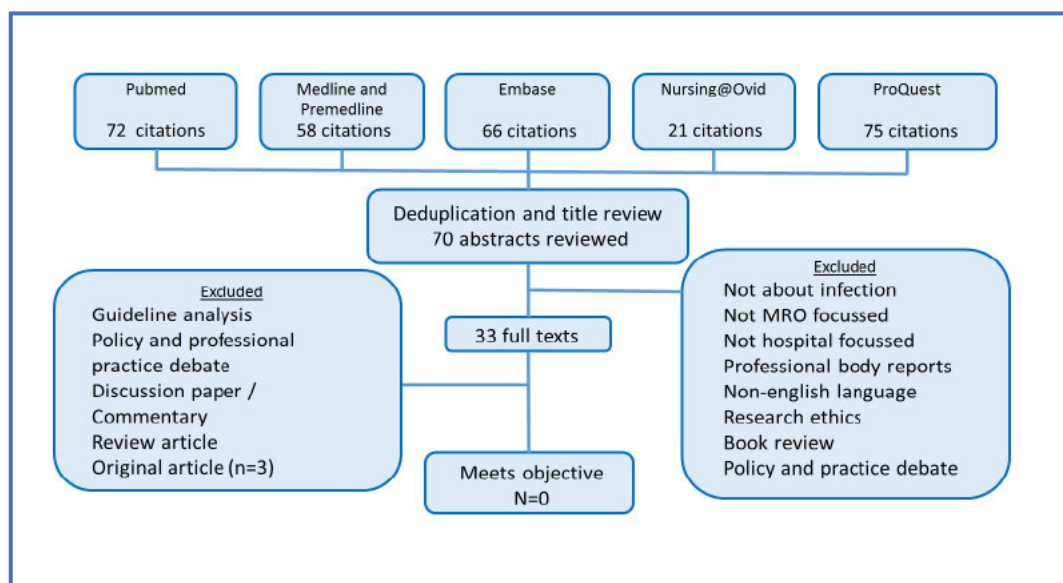 Pubmed
72 citations
Medline and
Premedline
58 citations
Embase
66 citations
Nursing@Ovid
21 citations
ProQuest
75 citations
Deduplication and title review
70 abstracts reviewed
Excluded
Not about infection
Not MRO focussed
Not hospital focussed
Professional body reports
Non-english language
Research ethics
Book review
Policy and practice debate
33 full texts
Excluded
Guideline analysis
Policy and professional
practice debate
Discussion paper /
Commentary
Review article
Original article (n=3)
Meets objective
N=0